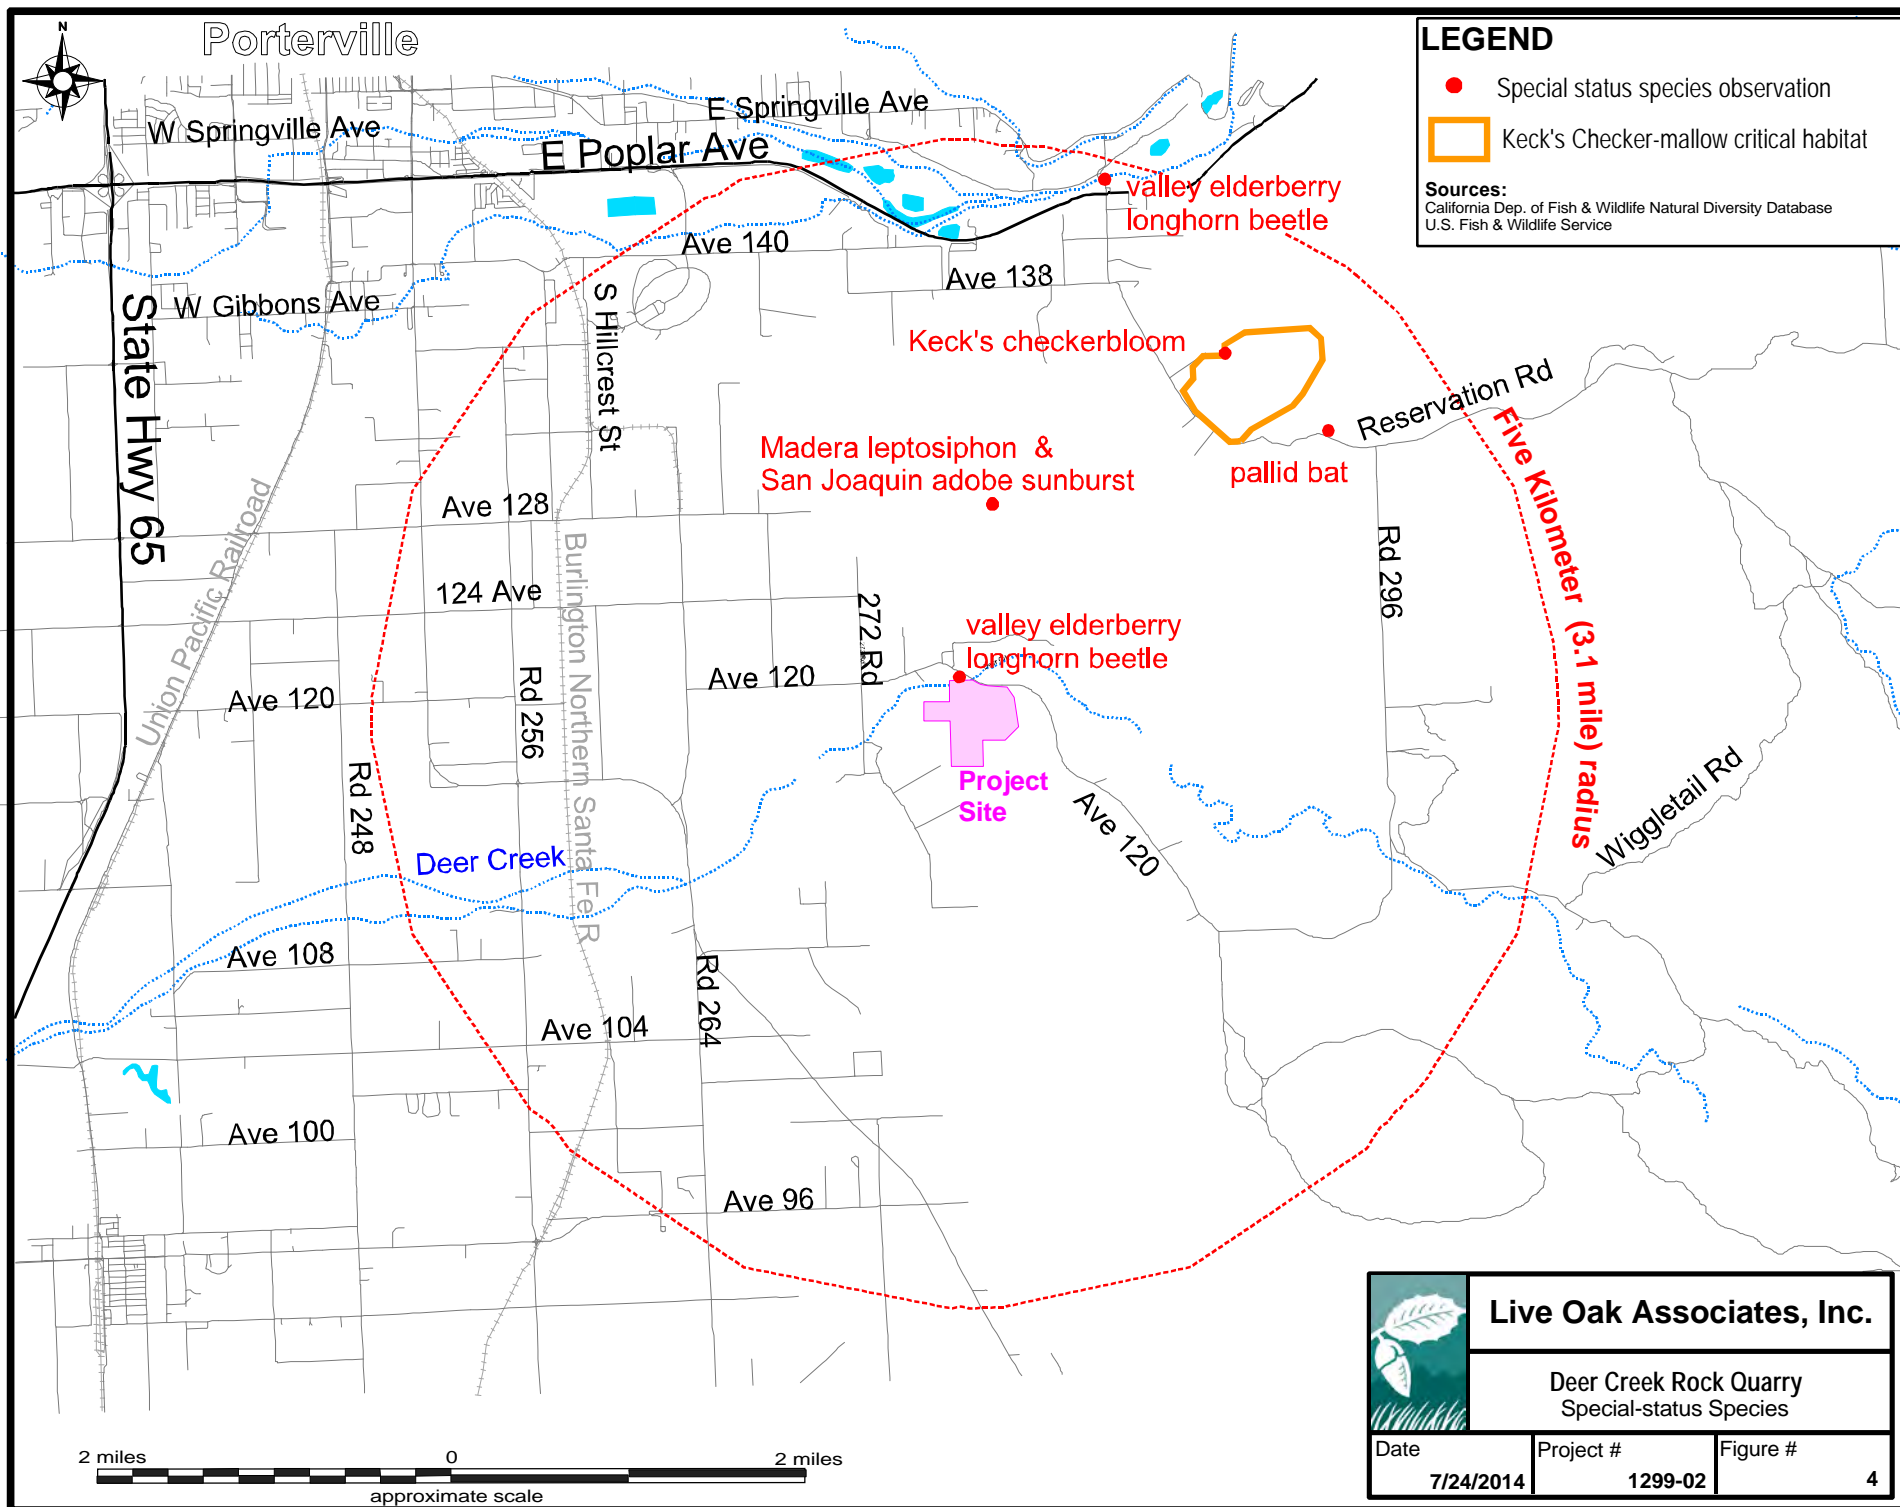 N
Porterville
W Springville Ave
E Springville Ave
E Poplar Ave
LEGEND
Special status species observation
Keck's Checker-mallow critical habitat
Sources:
California Dep. of Fish & Wildlife Natural Diversity Database
U.S. Fish & Wildlife Service
valley elderberry
longhorn beetle
Ave 140
Ave 138
State Hwy 65
W Gibbons Ave
S Hillcrest St
Keck's checkerbloom
Reservation Rd
Five Kilometer (3.1 mile) radius
Madera leptosiphon &
San Joaquin adobe sunburst
pallid bat
Union Pacific Railroad
Ave 128
Burlington Northern Santa Fe R
Rd 296
124 Ave
272 Rd
valley elderberry
longhorn beetle
Ave 120
Rd 256
Ave 120
Rd 248
Project
Site
Ave 120
Wiggletail Rd
Deer Creek
Ave 108
Rd 264
Ave 104
Ave 100
Ave 96
Live Oak Associates, Inc.
Deer Creek Rock Quarry
Special-status Species
Date
7/24/2014
Project #
1299-02
Figure #
4
2 miles
0
2 miles
approximate scale